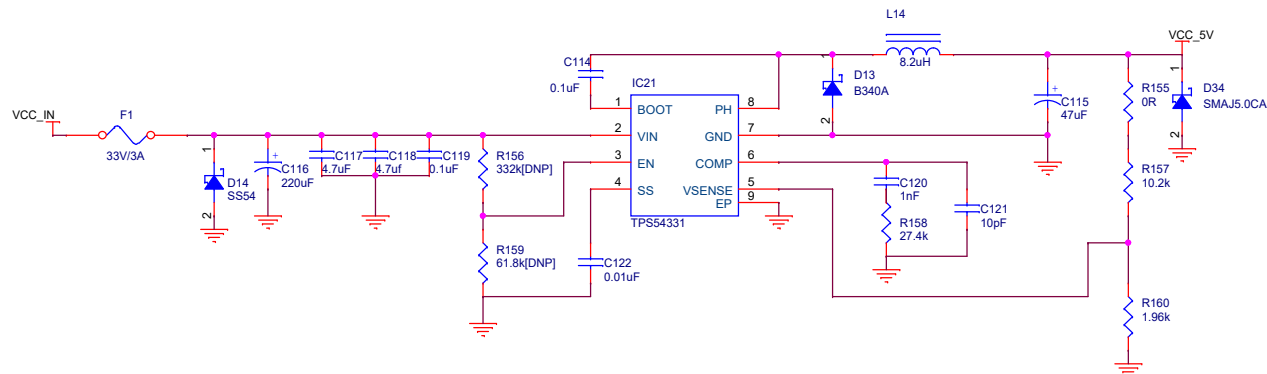 L14
8.2uH
VCC_5V
C114
0.1uF
IC21
1 BOOT PH 8
2 VIN GND 7
3 EN COMP 6
4 SS VSENSE 5
EP 9
TPS54331
1
D13
B340A
2
C115
47uF
R155
0R
1
D34
SMAJ5.0CA
2
VCC_IN
F1
33V/3A
1
D14
SS54
2
C116
220uF
C117
4.7uF
C118
4.7uf
C119
0.1uF
R156
332k[DNP]
R157
10.2k
C120
1nF
R158
27.4k
C121
10pF
R159
61.8k[DNP]
C122
0.01uF
R160
1.96k